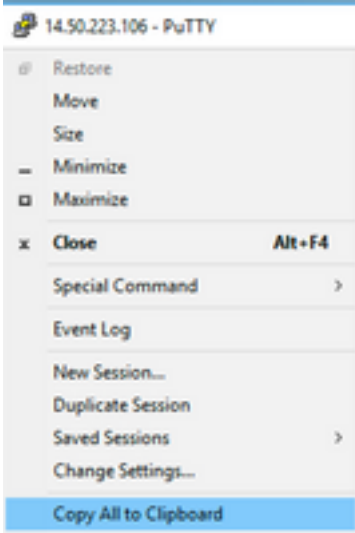 14.50.223.106 - PuTTY
Restore
Move
Size
Minimize
Maximize
Close Alt+F4
Special Command
Event Log
New Session...
Duplicate Session
Saved Sessions
Change Settings...
Copy All to Clipboard